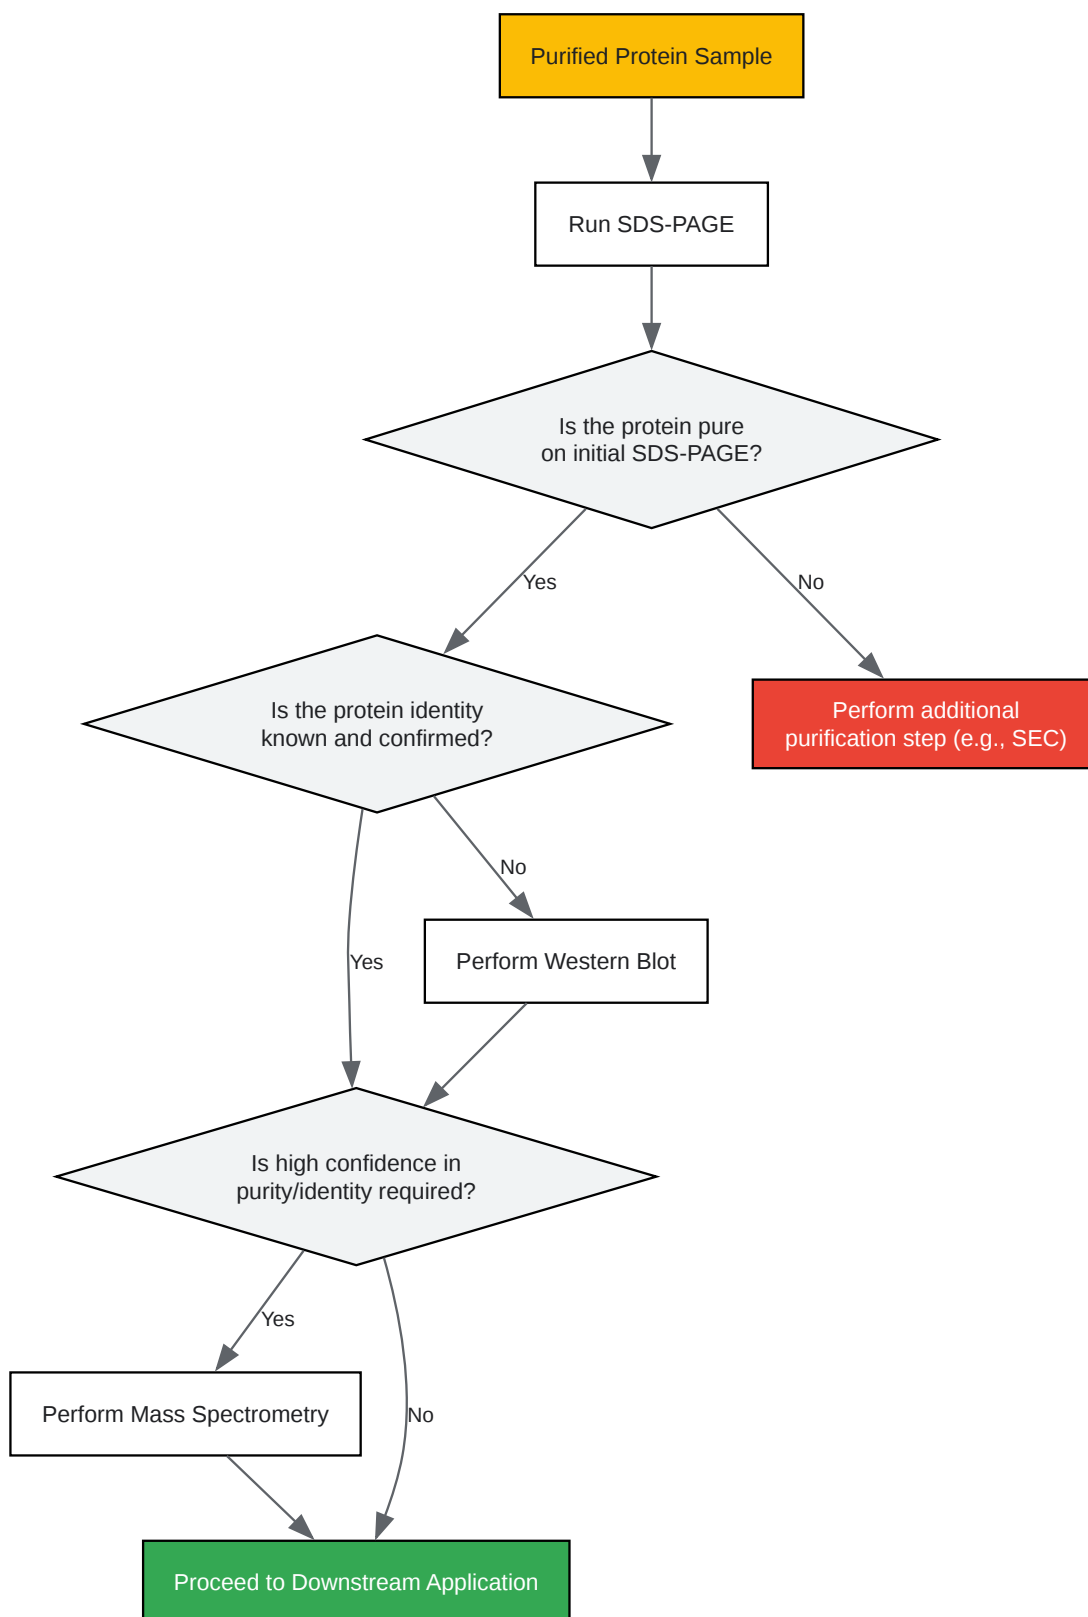 Purified Protein Sample
Run SDS-PAGE
Is the protein pure
on initial SDS-PAGE?
Yes
No
Is the protein identity
known and confirmed?
Perform additional
purification step (e.g., SEC)
No
Yes
Perform Western Blot
Is high confidence in
purity/identity required?
Yes
Perform Mass Spectrometry
No
Proceed to Downstream Application